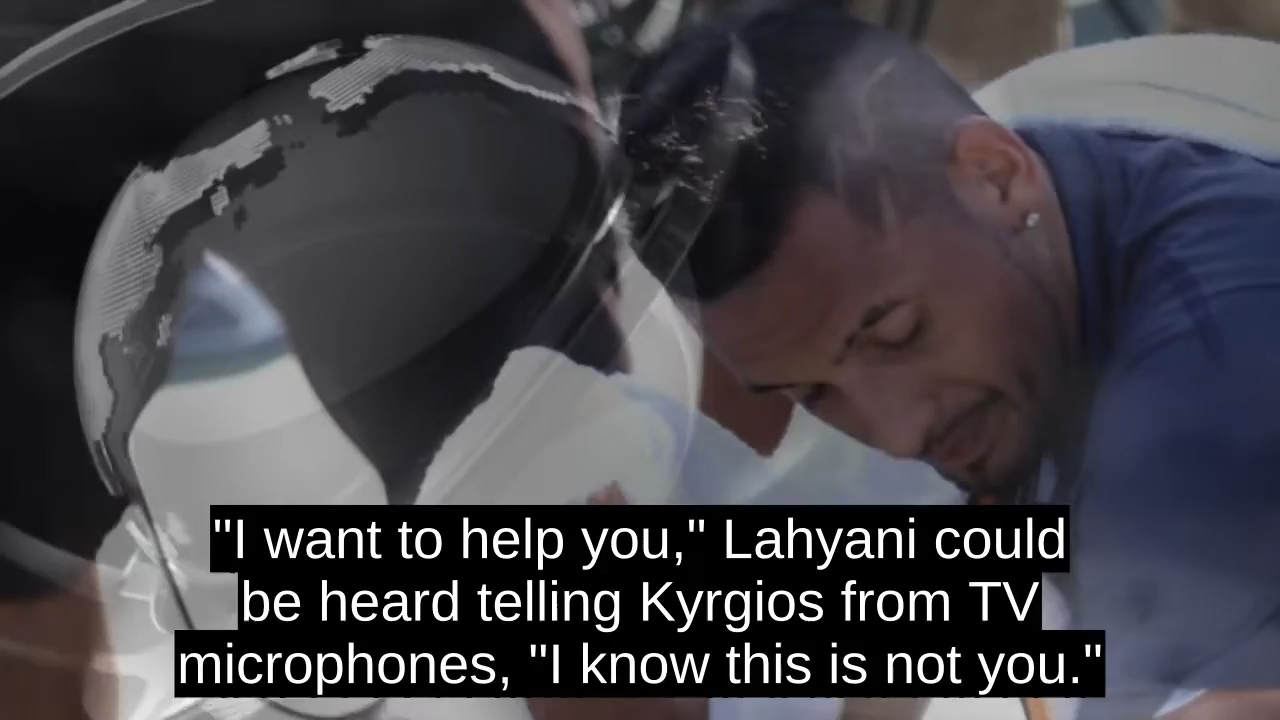 "I want to help you," Lahyani could
be heard telling Kyrgios from TV
microphones, "I know this is not you."